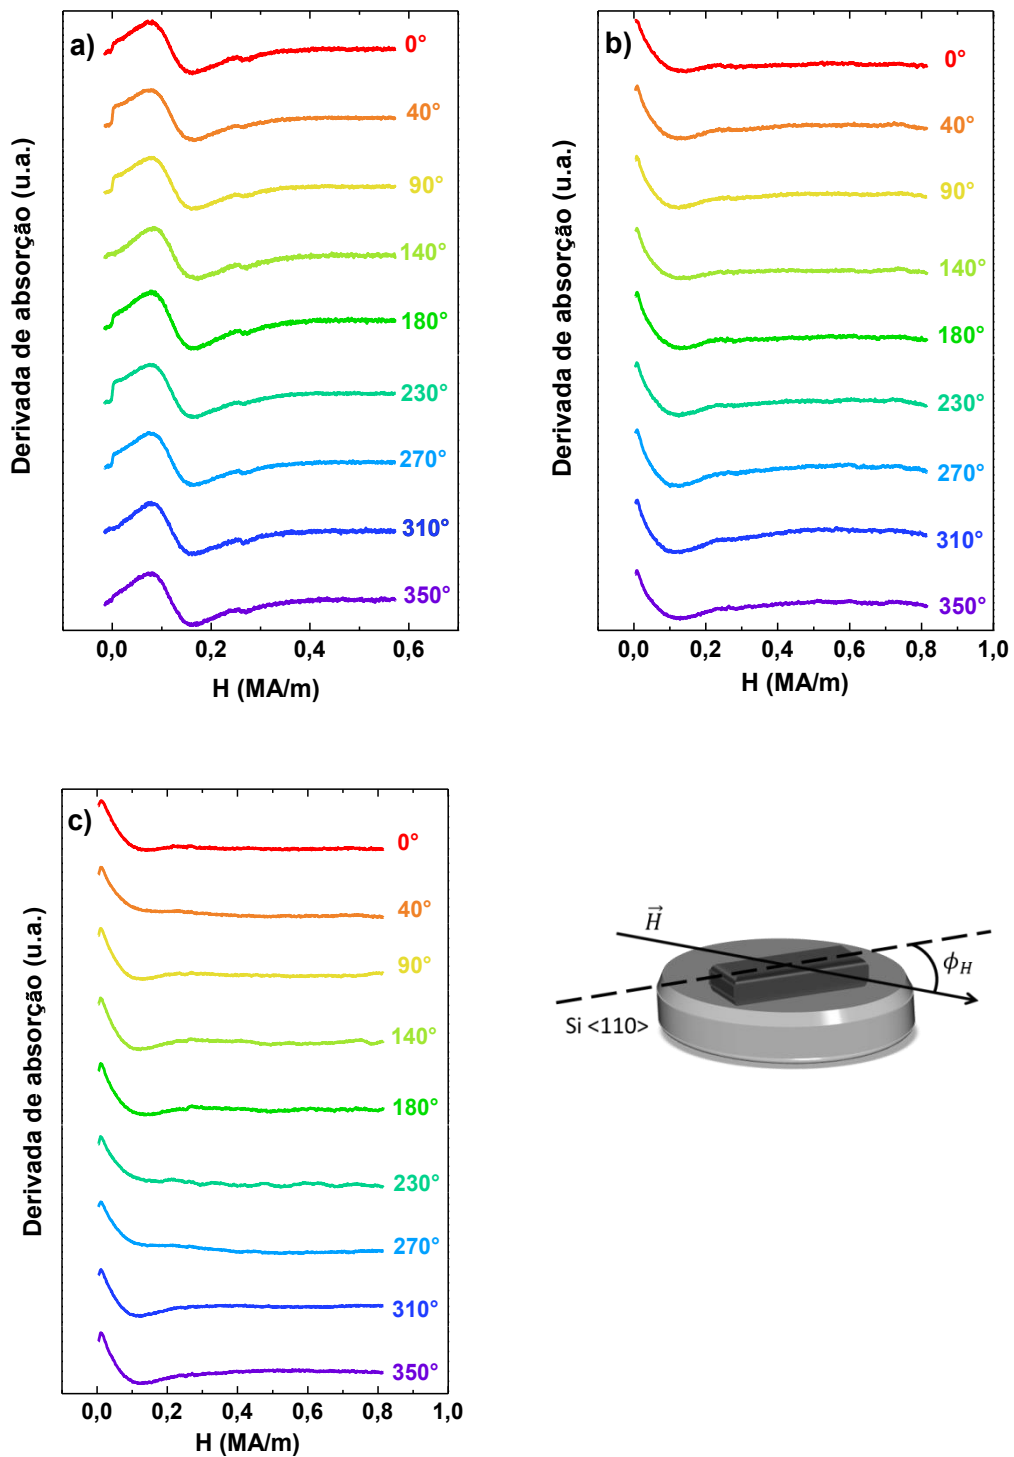 a)
0°
40°
90°
140°
180°
230°
270°
310°
350°
Derivada de absorção (u.a.)
0,0 0,2 0,4 0,6
H (MA/m)
b)
0°
40°
90°
140°
180°
230°
270°
310°
350°
Derivada de absorção (u.a.)
0,0 0,2 0,4 0,6 0,8 1,0
H (MA/m)
c)
0°
40°
90°
140°
180°
230°
270°
310°
350°
Derivada de absorção (u.a.)
0,0 0,2 0,4 0,6 0,8 1,0
H (MA/m)
$\vec{H}$
$\phi_H$
Si <110>